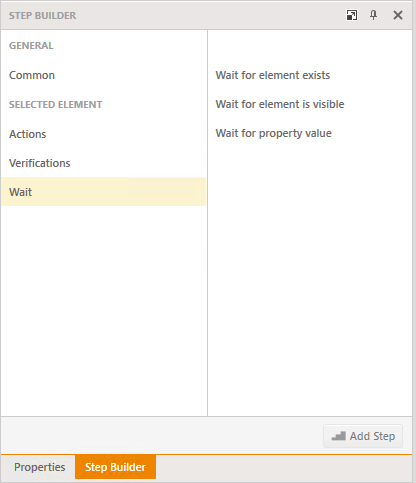 STEP BUILDER
GENERAL
Common
SELECTED ELEMENT
Actions
Verifications
Wait
Wait for element exists
Wait for element is visible
Wait for property value
Add Step
Properties
Step Builder